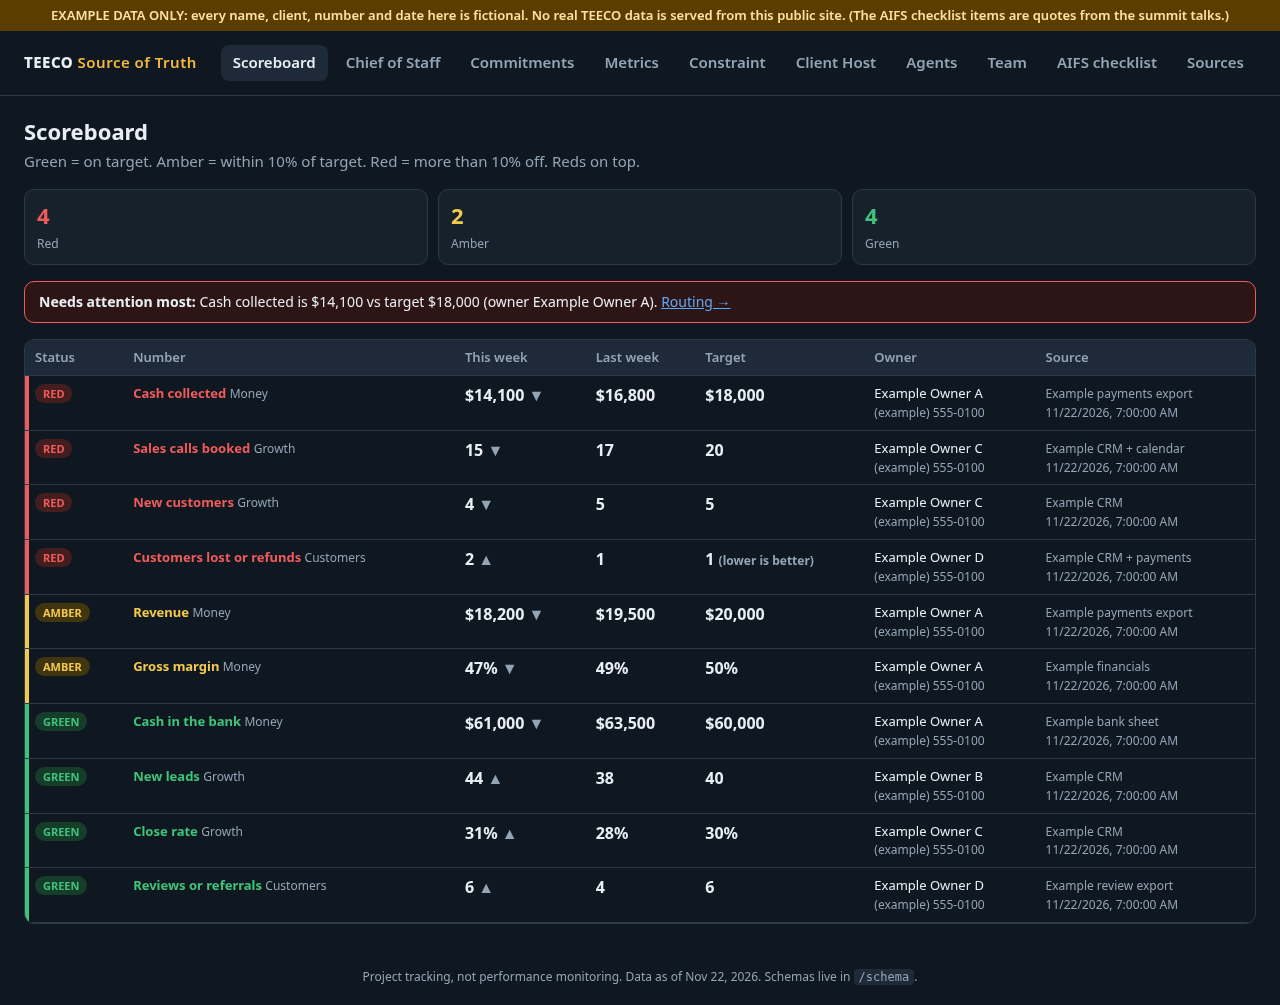 EXAMPLE DATA ONLY: every name, client, number and date here is fictional. No real TEECO data is served from this public site. (The AIFS checklist items are quotes from the summit talks.)
TEECO Source of Truth Scoreboard Chief of Staff Commitments Metrics Constraint Client Host Agents Team AIFS checklist Sources
Scoreboard
Green = on target. Amber = within 10% of target. Red = more than 10% off. Reds on top.
4 2 4
Red Amber Green
Needs attention most: Cash collected is $14,100 vs target $18,000 (owner Example Owner A). Routing →
Status Number This week Last week Target Owner Source
RED Cash collected Money $14,100 ▼ $16,800 $18,000 Example Owner A Example payments export
(example) 555-0100 11/22/2026, 7:00:00 AM
RED Sales calls booked Growth 15 ▼ 17 20 Example Owner C Example CRM + calendar
(example) 555-0100 11/22/2026, 7:00:00 AM
RED New customers Growth 4 ▼ 5 5 Example Owner C Example CRM
(example) 555-0100 11/22/2026, 7:00:00 AM
RED Customers lost or refunds Customers 2 ▲ 1 1 (lower is better) Example Owner D Example CRM + payments
(example) 555-0100 11/22/2026, 7:00:00 AM
AMBER Revenue Money $18,200 ▼ $19,500 $20,000 Example Owner A Example payments export
(example) 555-0100 11/22/2026, 7:00:00 AM
AMBER Gross margin Money 47% ▼ 49% 50% Example Owner A Example financials
(example) 555-0100 11/22/2026, 7:00:00 AM
GREEN Cash in the bank Money $61,000 ▼ $63,500 $60,000 Example Owner A Example bank sheet
(example) 555-0100 11/22/2026, 7:00:00 AM
GREEN New leads Growth 44 ▲ 38 40 Example Owner B Example CRM
(example) 555-0100 11/22/2026, 7:00:00 AM
GREEN Close rate Growth 31% ▲ 28% 30% Example Owner C Example CRM
(example) 555-0100 11/22/2026, 7:00:00 AM
GREEN Reviews or referrals Customers 6 ▲ 4 6 Example Owner D Example review export
(example) 555-0100 11/22/2026, 7:00:00 AM
Project tracking, not performance monitoring. Data as of Nov 22, 2026. Schemas live in /schema.